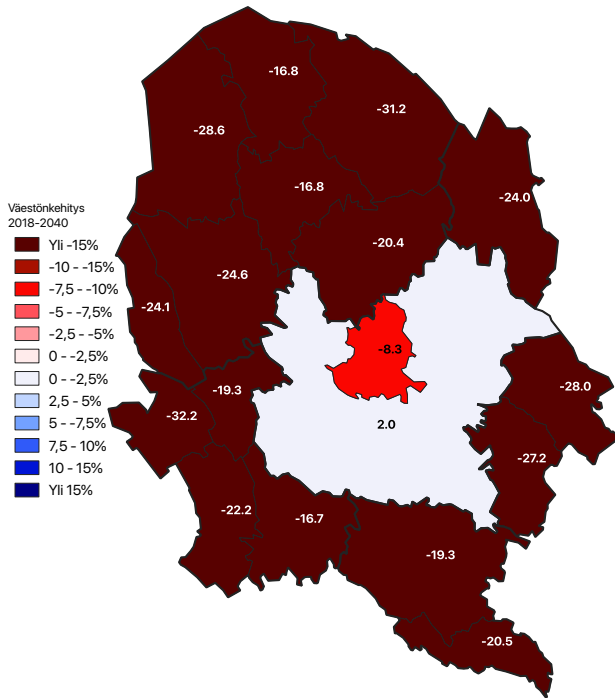 -16.8
-31.2
-28.6
-16.8
-24.0
Väestönkehitys
2018-2040
Yli -15%
-10 - -15%
-7,5 - -10%
-5 - -7,5%
-2,5 - -5%
0 - -2,5%
0 - -2,5%
2,5 - 5%
5 - -7,5%
7,5 - 10%
10 - 15%
Yli 15%
-20.4
-24.6
-24.1
-8.3
-28.0
-19.3
-32.2
2.0
-27.2
-22.2
-16.7
-19.3
-20.5